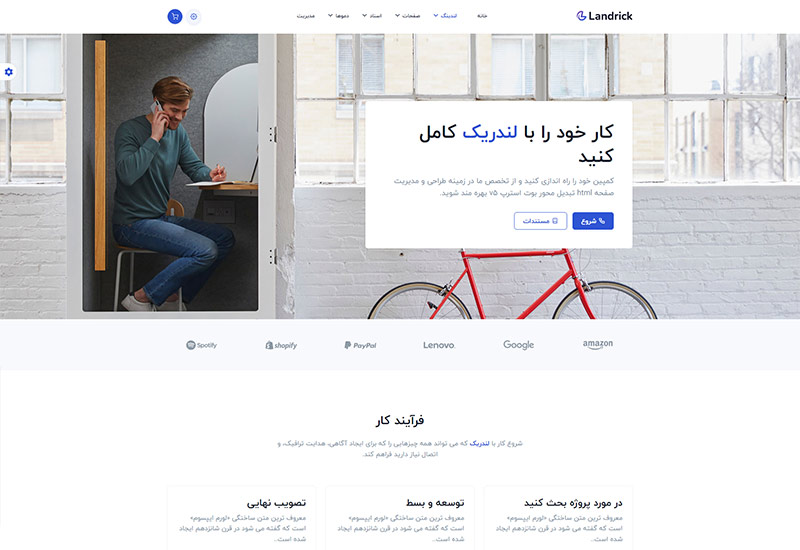 Landrick
خانه
لندینگ
صفحات
اسناد
دموها
مدیریت
کار خود را با لندریک کامل
کنید
کمپین خود را راه اندازی کنید و از تخصص ما در زمینه طراحی و مدیریت
صفحه html تبدیل محور بوت استرپ v5 بهره مند شوید.
شروع
مستندات
amazon
Google
Lenovo
PayPal
shopify
Spotify
فرآیند کار
شروع کار با لندریک که می تواند همه چیزهایی را که برای ایجاد آگاهی، هدایت ترافیک، و
اتصال نیاز دارید فراهم کند.
در مورد پروژه بحث کنید
معروف ترین متن ساختگی «لورم ایپسوم»
است که گفته می شود در قرن شانزدهم ایجاد
شده است..
توسعه و بسط
معروف ترین متن ساختگی «لورم ایپسوم»
است که گفته می شود در قرن شانزدهم ایجاد
شده است..
تصویب نهایی
معروف ترین متن ساختگی «لورم ایپسوم»
است که گفته می شود در قرن شانزدهم ایجاد
شده است..